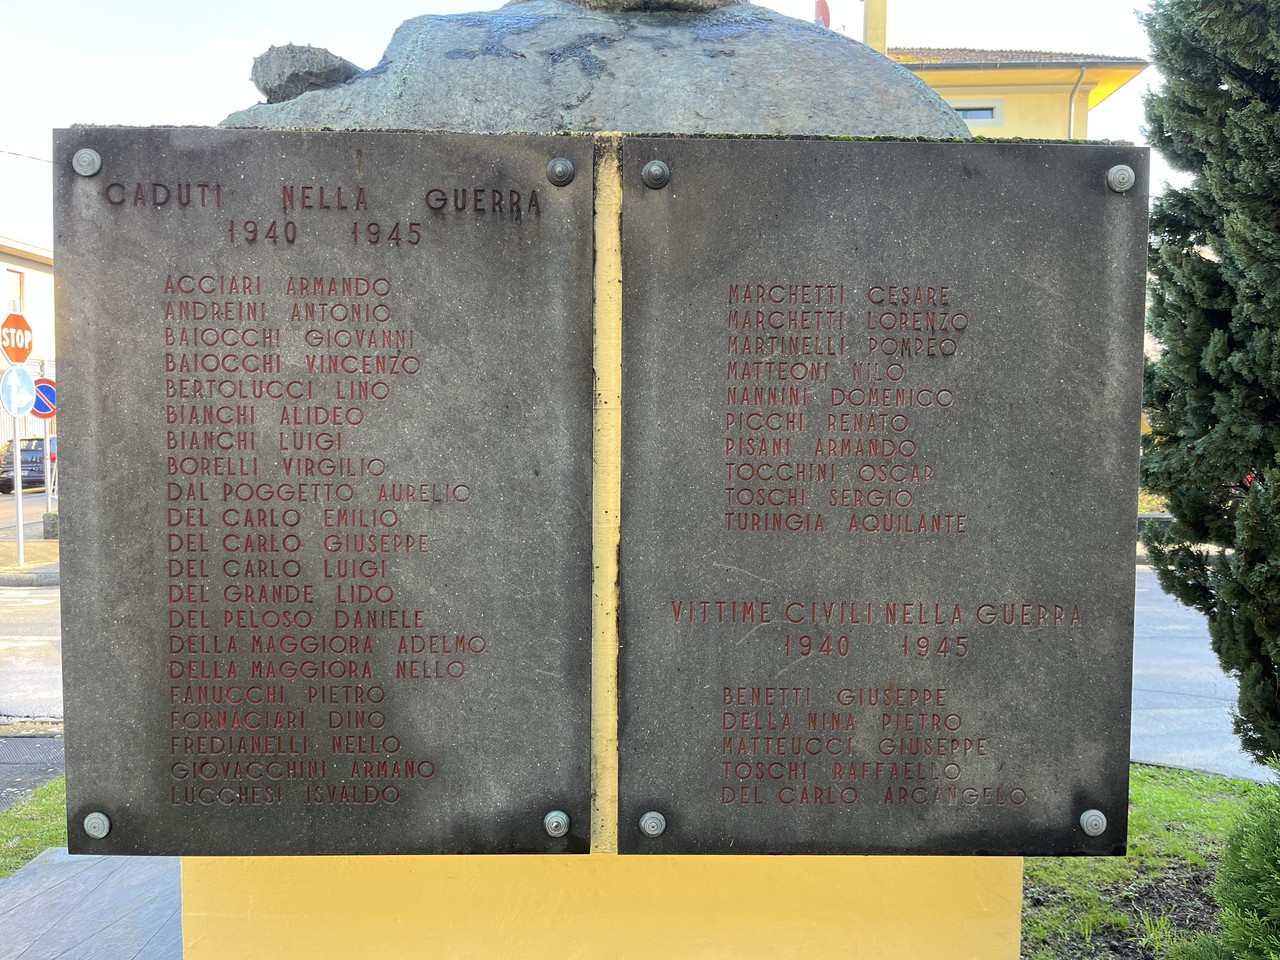 CADUTI NELLA GUERRA
1940 1945
ACCIARI ARMANDO
ANDREINI ANTONIO
BAIOCCHI GIOVANNI
BAIOCCHI VINCENZO
BERTOLUCCI LINO
BIANCHI ALIDEO
BIANCHI LUIGI
BORELLI VIRGILIO
DAL POGGETTO AURELIO
DEL CARLO EMILIO
DEL CARLO GIUSEPPE
DEL CARLO LUIGI
DEL GRANDE LIDO
DEL PELOSO DANIELE
DELLA MAGGIORA ADELMO
DELLA MAGGIORA NELLO
FANUCCHI PIETRO
FORNACIARI DINO
FREDIANELLI NELLO
GIOVACCHINI ARMANO
LUCCHESI ISVALDO
MARCHETTI CESARE
MARCHETTI LORENZO
MARTINELLI POMPEO
MATTEONI NILO
NANNINI DOMENICO
PICCHI RENATO
PISANI ARMANDO
TOCCHINI OSCAR
TOSCHI SERGIO
TURINGIA AQUILANTE
VITTIME CIVILI NELLA GUERRA
1940 1945
BENETTI GIUSEPPE
DELLA NINA PIETRO
MATTEUCCI GIUSEPPE
TOSCHI RAFFAELLO
DEL CARLO ARCANGELO
STOP